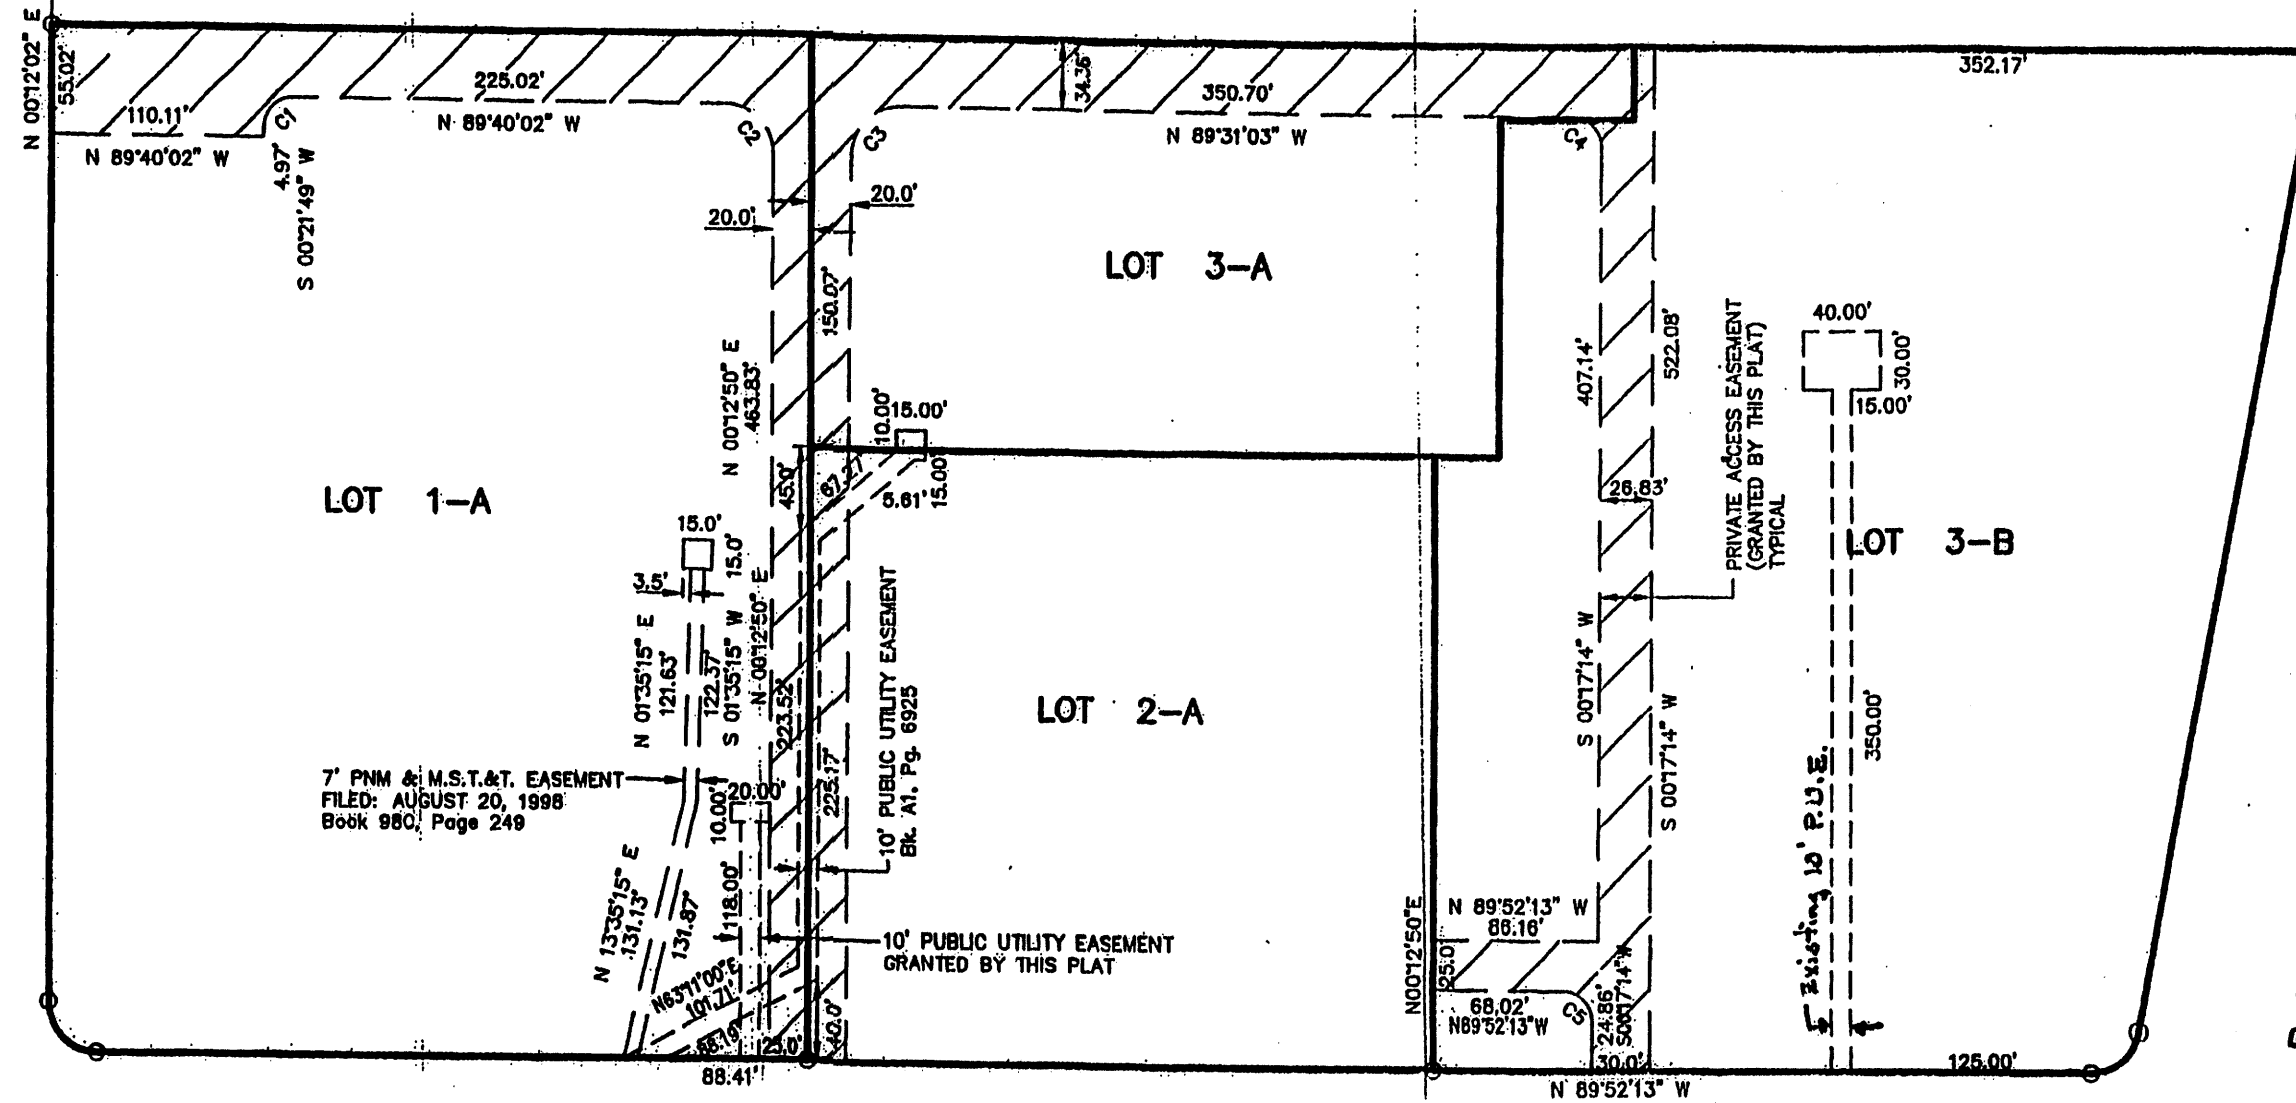 N 00°12'02" E
55.02'
110.11'
N 89°40'02" W
C1
4.97'
S 00°21'49" W
225.02'
N 89°40'02" W
C2
C3
34.36'
350.70'
N 89°31'03" W
C4
352.17'
20.0'
20.0'
LOT 3-A
150.07'
N 00°12'50" E
463.83'
10.00'
15.00'
45.0'
67.27'
5.61'
15.00'
LOT 1-A
15.0'
15.0'
3.5'
N 01°35'15" E
121.63'
122.37'
S 01°35'15" W
N 00°12'50" E
223.52'
225.17'
10' PUBLIC UTILITY EASEMENT
Bk. A1, Pg. 6925
LOT 2-A
407.14'
522.08'
26.83'
S 00°17'14" W
S 00°17'14" W
PRIVATE ACCESS EASEMENT
(GRANTED BY THIS PLAT)
TYPICAL
40.00'
30.00'
15.00'
LOT 3-B
350.00'
Existing 10' P.U.E.
7' PNM & M.S.T.&T. EASEMENT
FILED: AUGUST 20, 1998
Book 980, Page 249
20.00'
10.00'
118.00'
N 13°35'15" E
131.13'
131.87'
N63°11'00"E
101.71'
88.19'
25.0'
40.0'
88.41'
10' PUBLIC UTILITY EASEMENT
GRANTED BY THIS PLAT
N00°12'50"E
N 89°52'13" W
86.16'
25.0'
68.02'
N89°52'13"W
C5
24.86'
S00°17'14"W
30.0'
N 89°52'13" W
125.00'